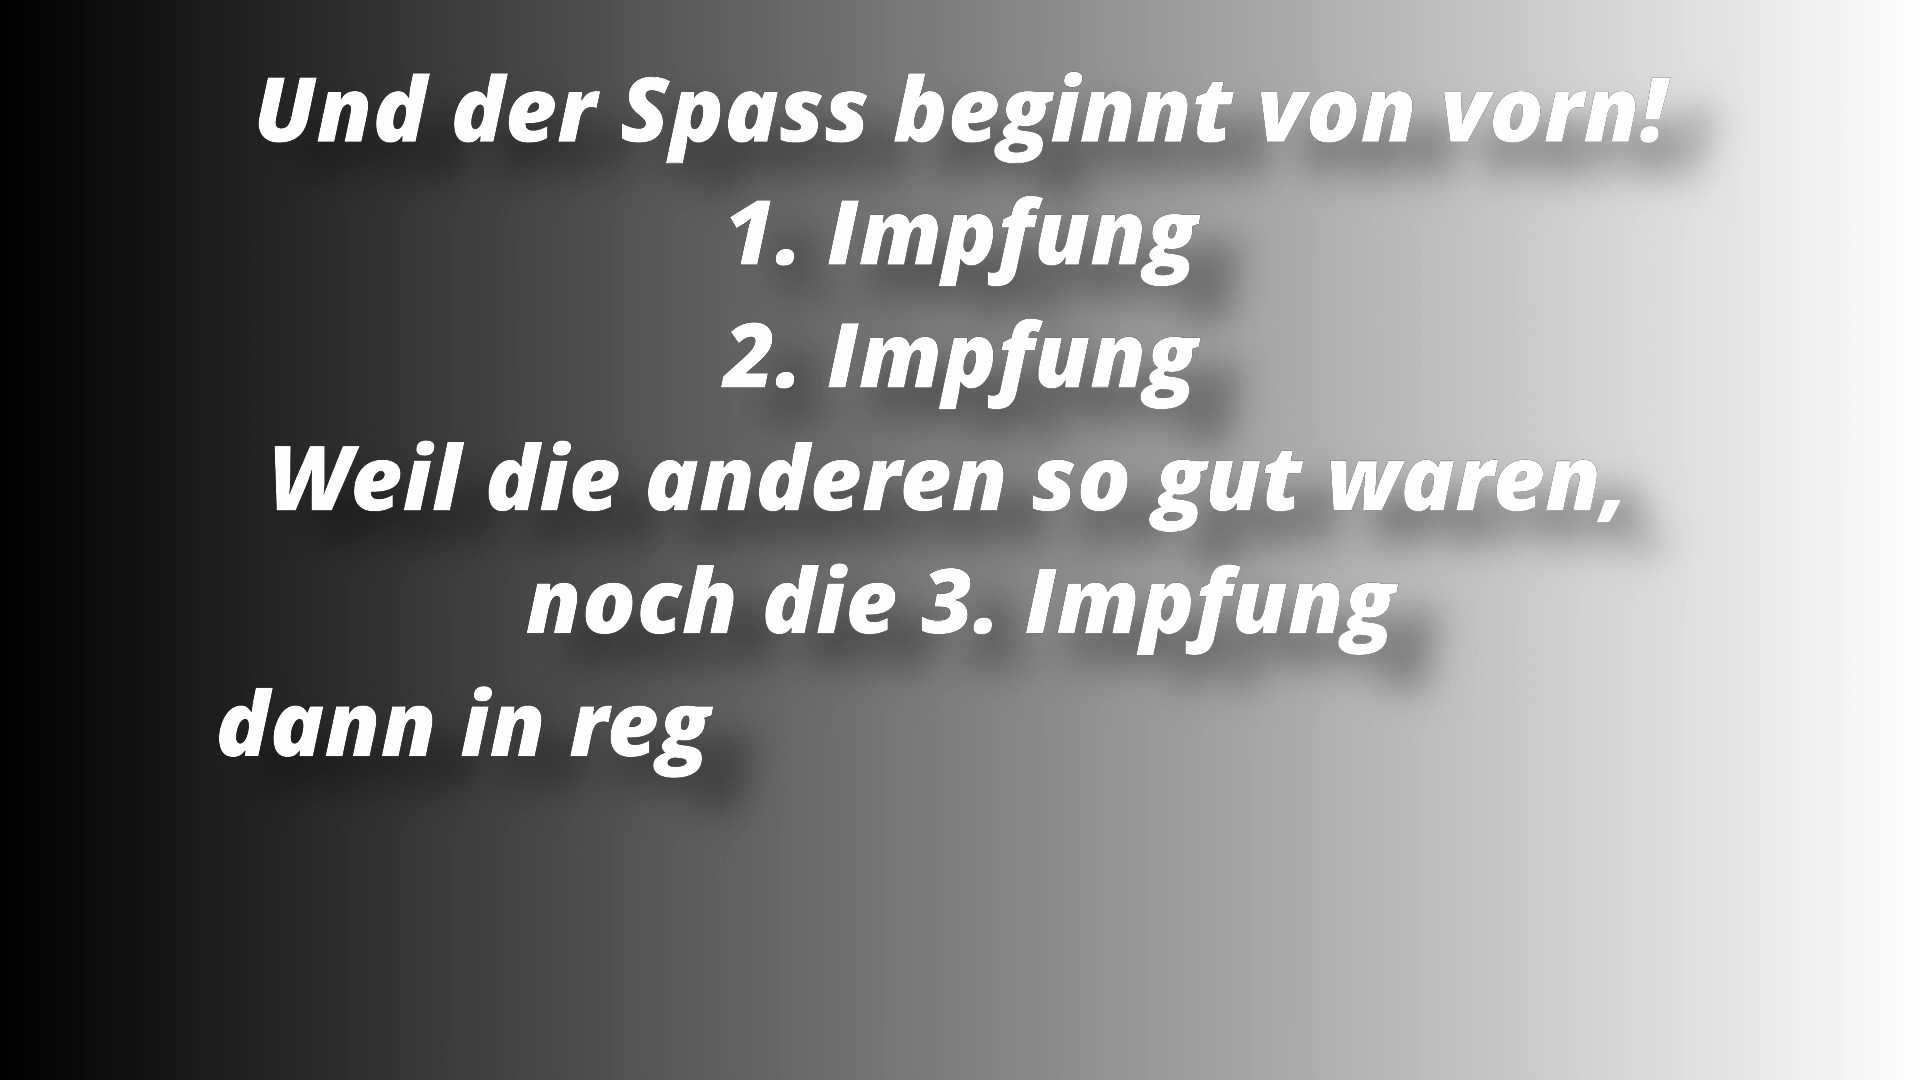 Und der Spass beginnt von vorn!
1. Impfung
2. Impfung
Weil die anderen so gut waren,
noch die 3. Impfung
dann in reg